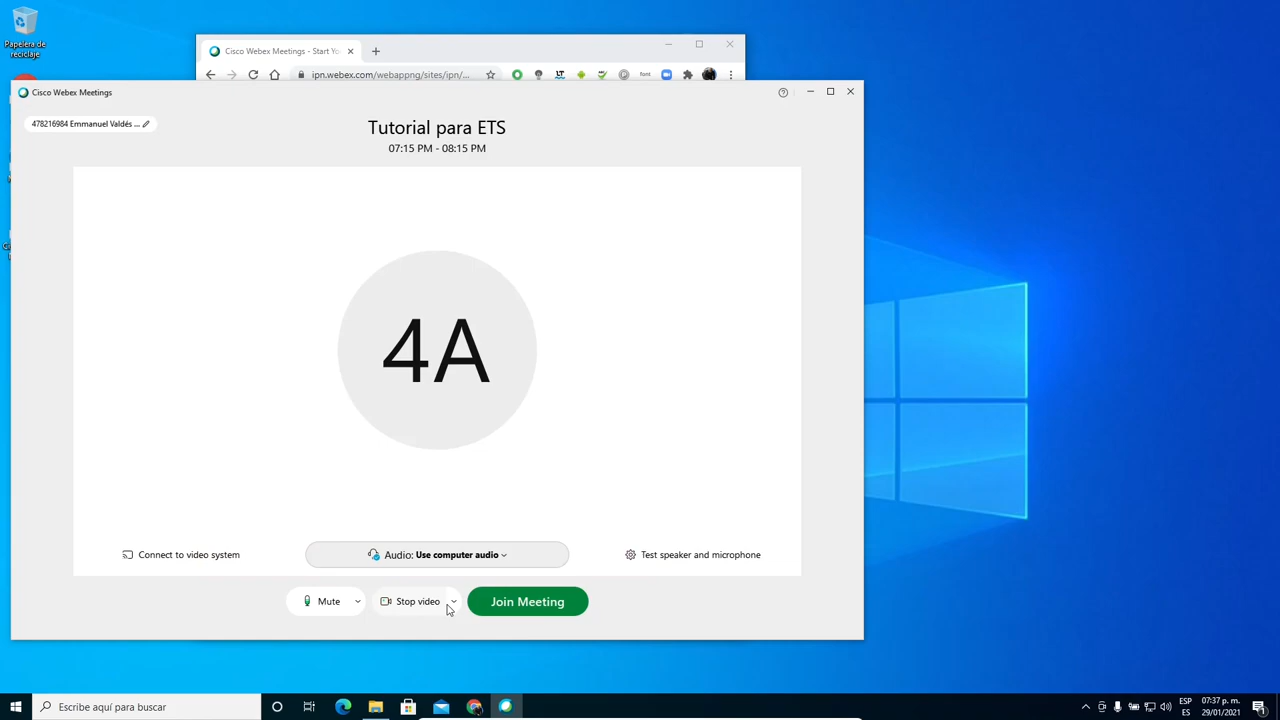 Papelera de
reciclaje
Cisco Webex Meetings - Start Yo
ipn.webex.com/webappng/sites/ipn/...
LT
font
Cisco Webex Meetings
478216984 Emmanuel Valdés ...
Tutorial para ETS
07:15 PM - 08:15 PM
4A
Connect to video system
Audio: Use computer audio
Test speaker and microphone
Mute
Stop video
Join Meeting
Escribe aquí para buscar
ESP
07:37 p. m.
ES
29/01/2021
1